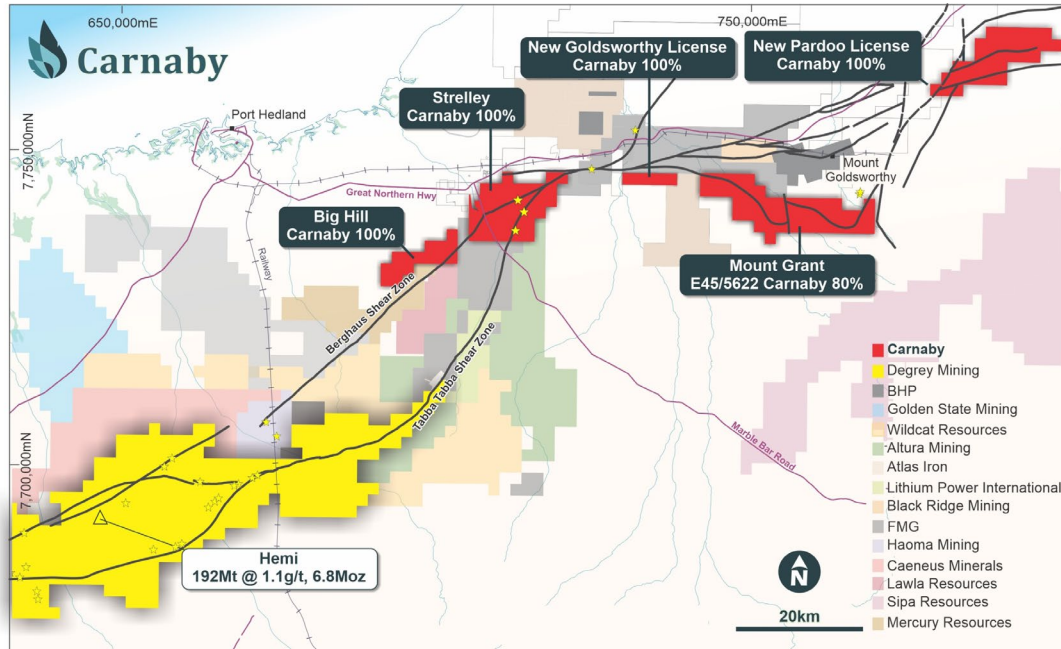 650,000mE
750,000mE
Carnaby
New Goldsworthy License
Carnaby 100%
New Pardoo License
Carnaby 100%
Strelley
Carnaby 100%
Port Hedland
7,750,000mN
Mount
Goldsworthy
Great Northern Hwy
Big Hill
Carnaby 100%
Railway
Mount Grant
E45/5622 Carnaby 80%
Berghaus Shear Zone
Tabba Tabba Shear Zone
Marble Bar Road
7,700,000mN
Hemi
192Mt @ 1.1g/t, 6.8Moz
Carnaby
Degrey Mining
BHP
Golden State Mining
Wildcat Resources
Altura Mining
Atlas Iron
Lithium Power International
Black Ridge Mining
FMG
Haoma Mining
Caeneus Minerals
Lawla Resources
Sipa Resources
Mercury Resources
N
20km